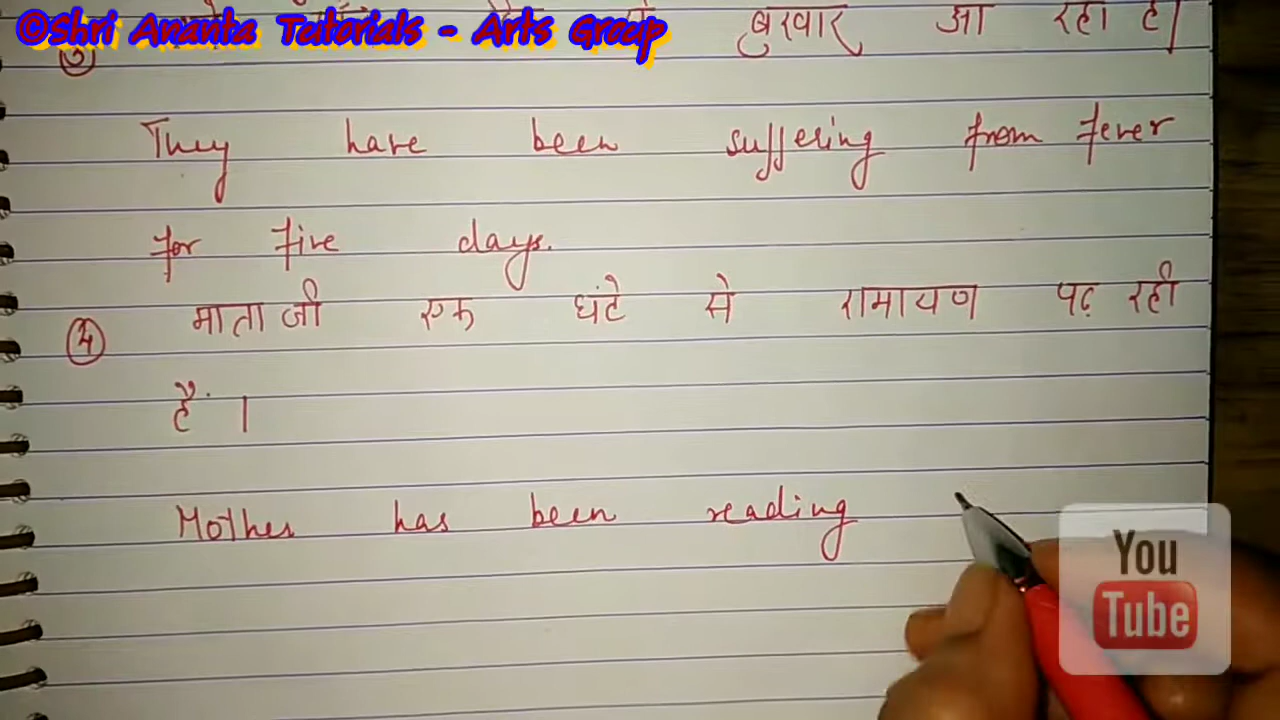 ©Shri Ananta Tutorials - Arts Group
③ से बुखार आ रहा है।
They have been suffering from fever
for five days.
④ माताजी एक घंटे से रामायण पढ़ रही
हैं ।
Mother has been reading
You
Tube